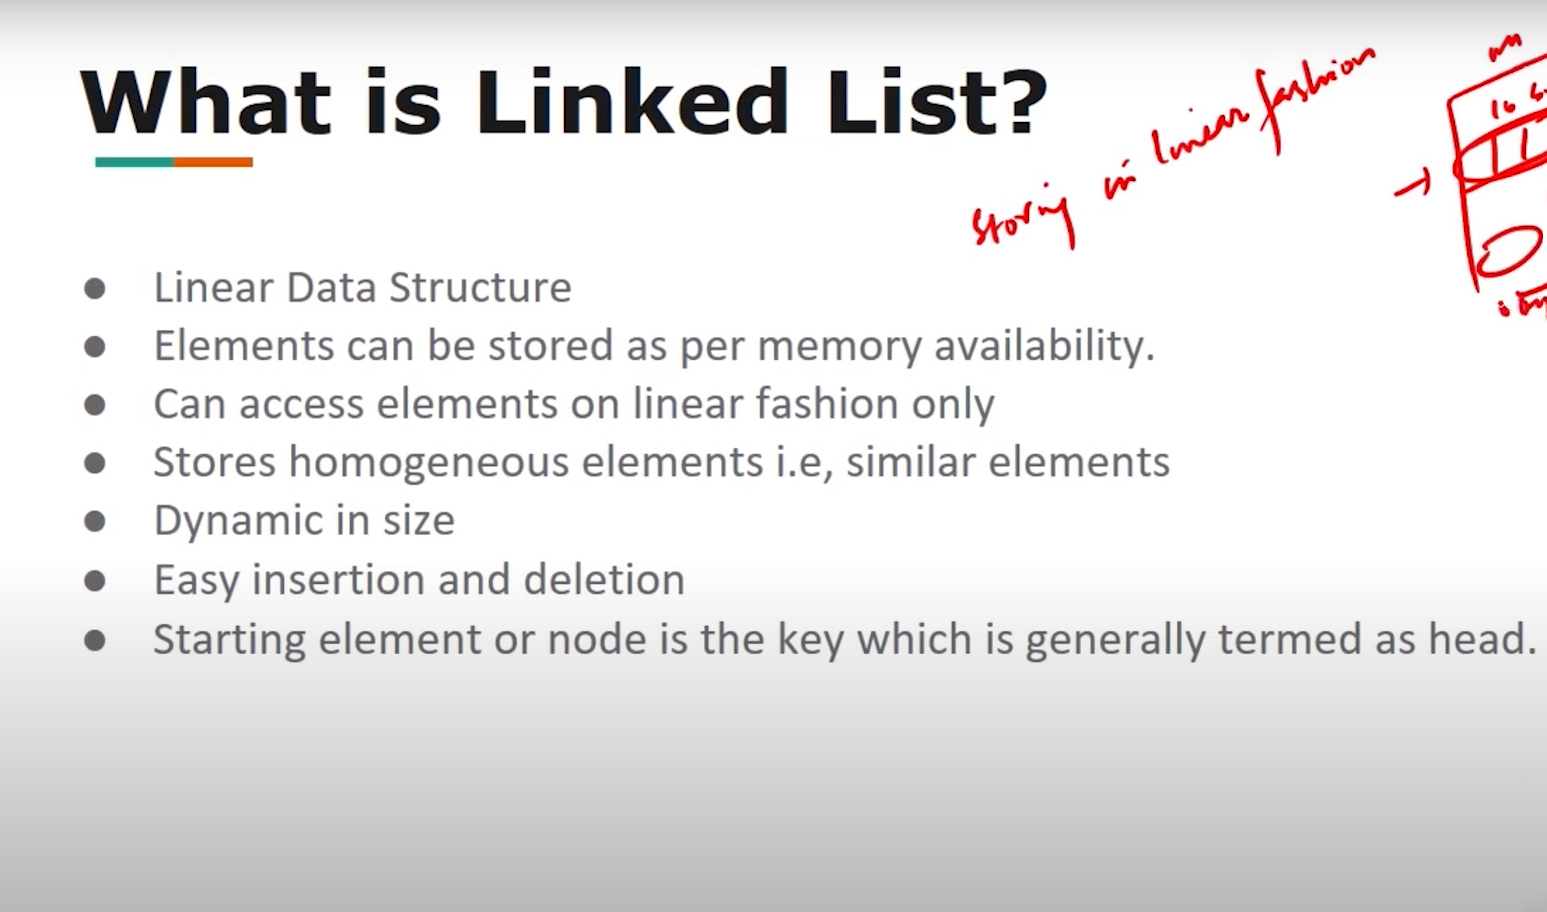 What is Linked List?
storing in linear fashion
16
● Linear Data Structure
● Elements can be stored as per memory availability.
● Can access elements on linear fashion only
● Stores homogeneous elements i.e, similar elements
● Dynamic in size
● Easy insertion and deletion
● Starting element or node is the key which is generally termed as head.